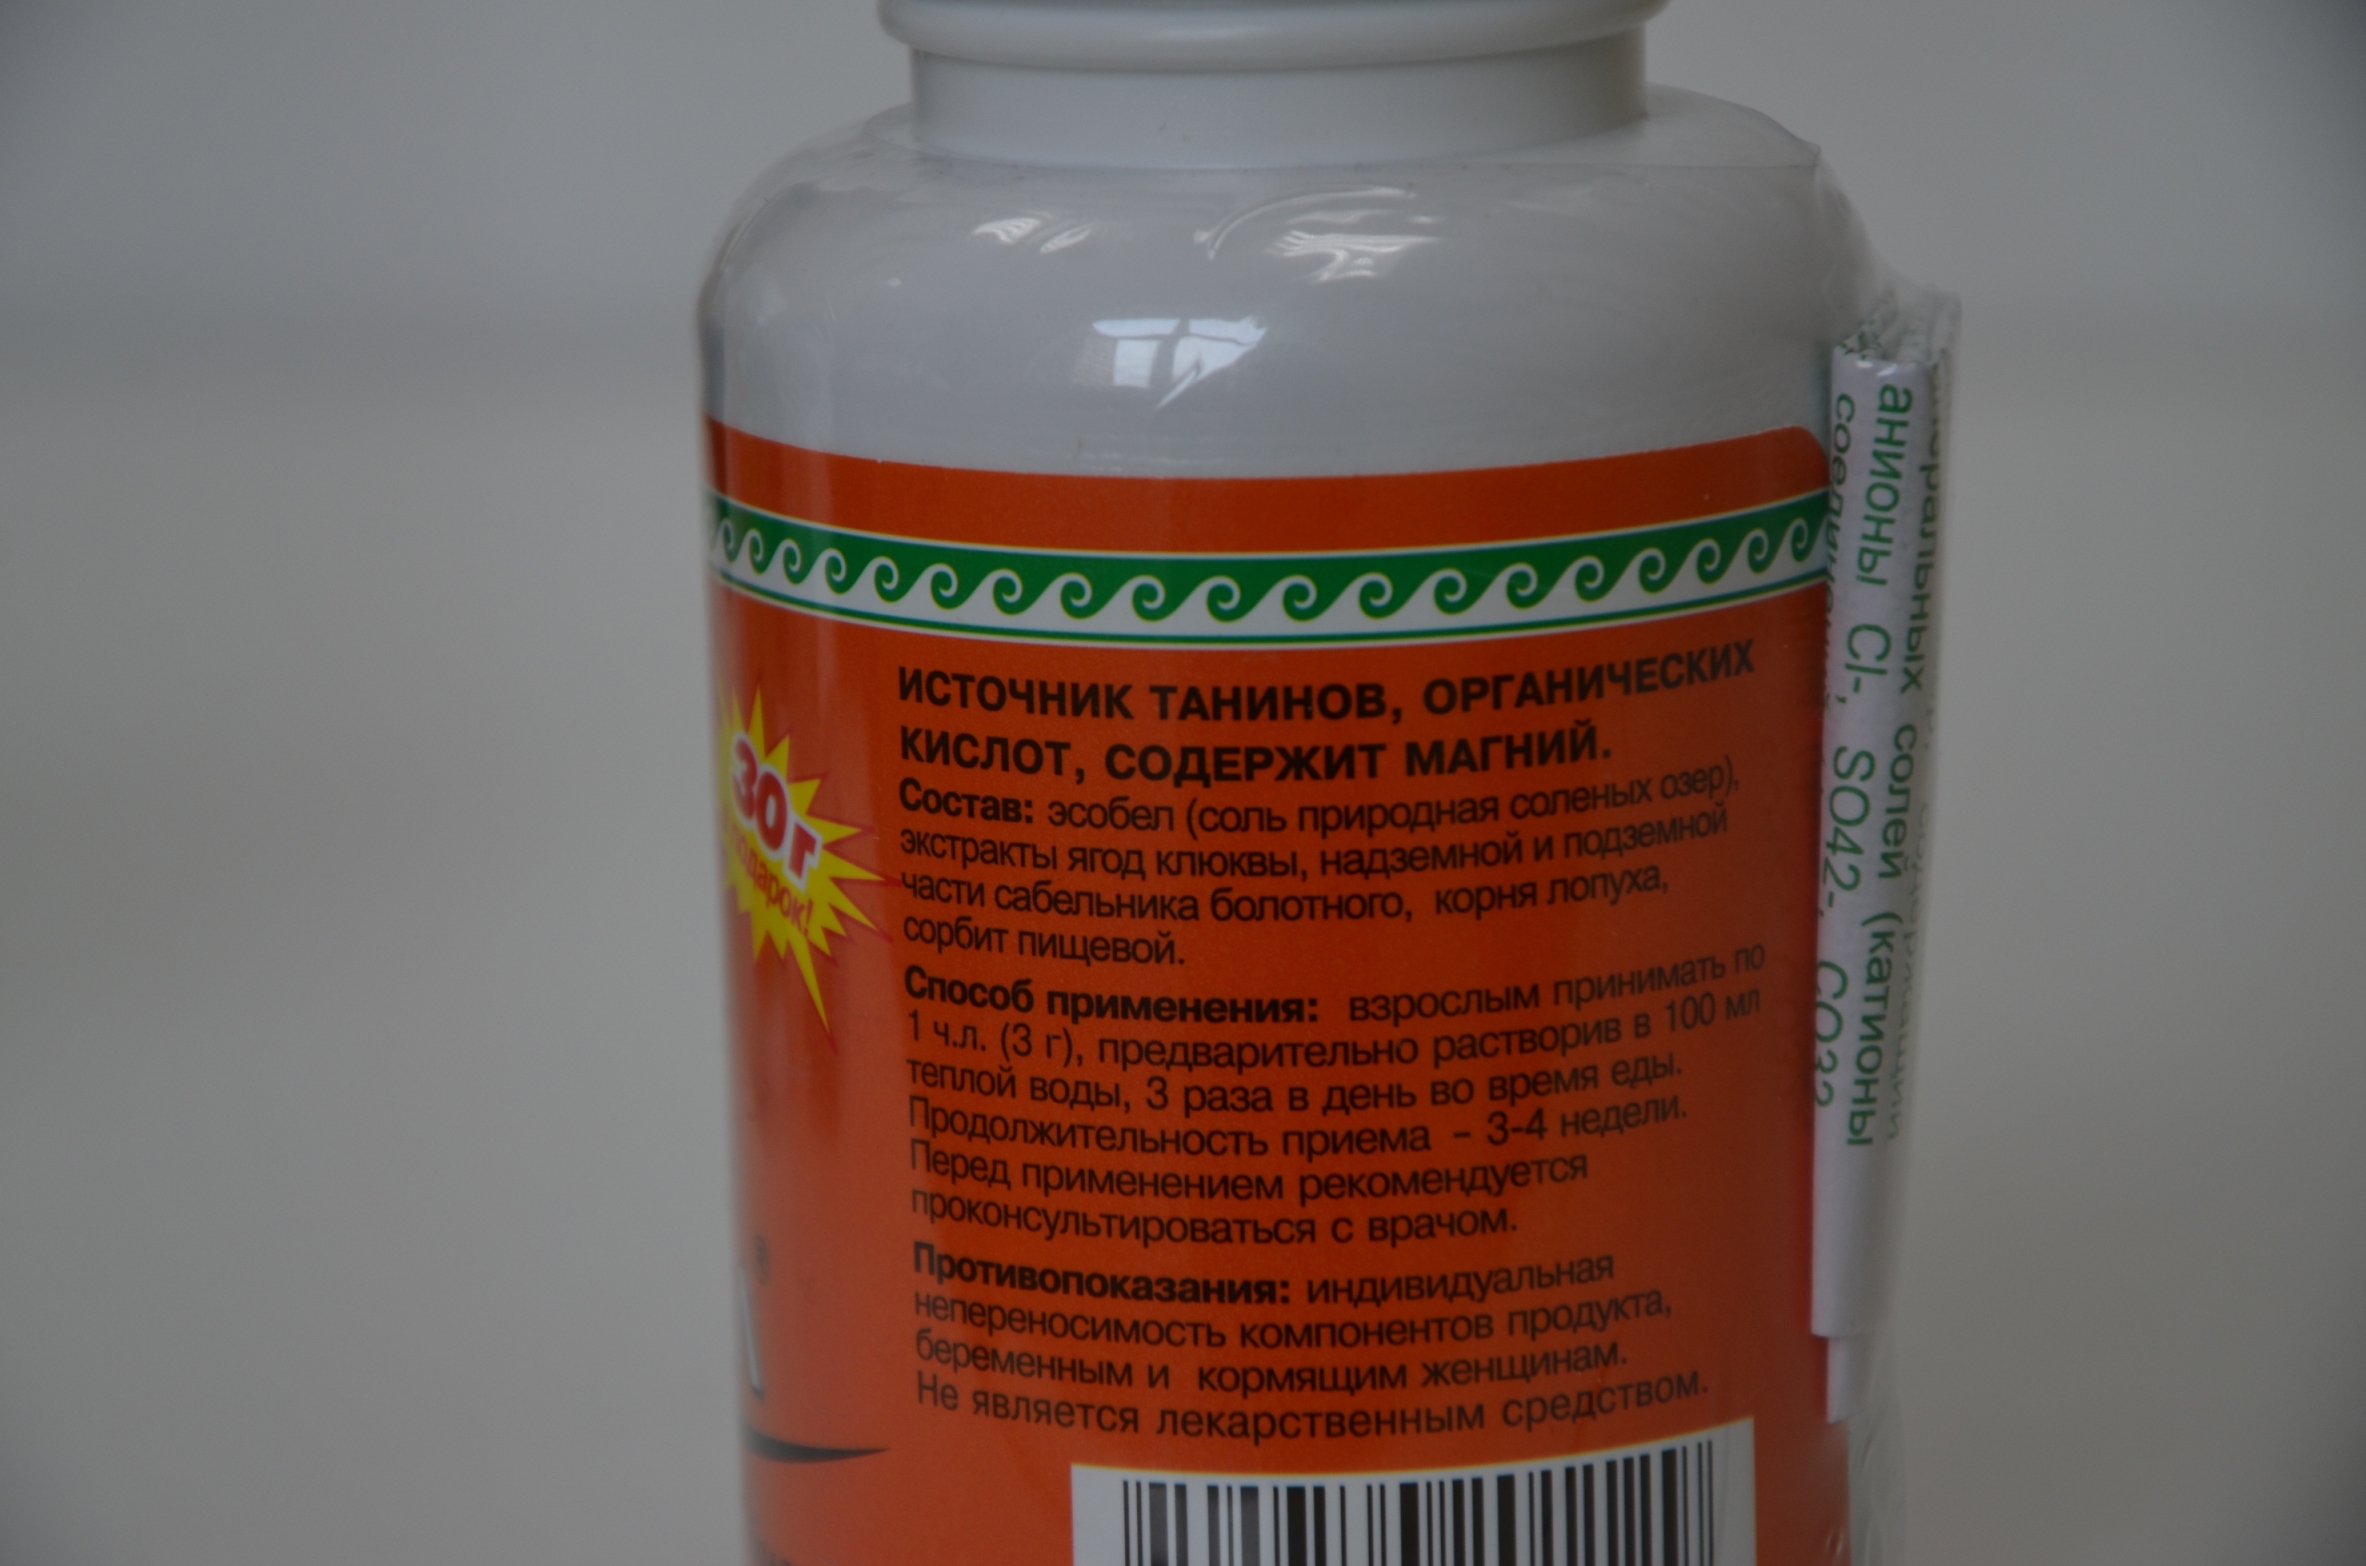 ИСТОЧНИК ТАНИНОВ, ОРГАНИЧЕСКИХ
КИСЛОТ, СОДЕРЖИТ МАГНИЙ.
Состав: эсобел (соль природная соленых озер),
экстракты ягод клюквы, надземной и подземной
части сабельника болотного, корня лопуха,
сорбит пищевой.
Способ применения: взрослым принимать по
1 ч.л. (3 г), предварительно растворив в 100 мл
теплой воды, 3 раза в день во время еды.
Продолжительность приема - 3-4 недели.
Перед применением рекомендуется
проконсультироваться с врачом.
Противопоказания: индивидуальная
непереносимость компонентов продукта,
беременным и кормящим женщинам.
Не является лекарственным средством.
30 г
подарок!
®
солей (катионы
анионы Cl-, SO42-, CO32